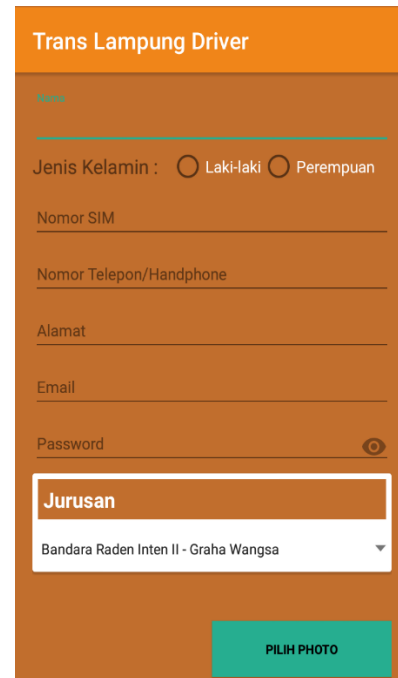 Trans Lampung Driver
Nama
Jenis Kelamin : Laki-laki Perempuan
Nomor SIM
Nomor Telepon/Handphone
Alamat
Email
Password
Jurusan
Bandara Raden Inten II - Graha Wangsa
PILIH PHOTO